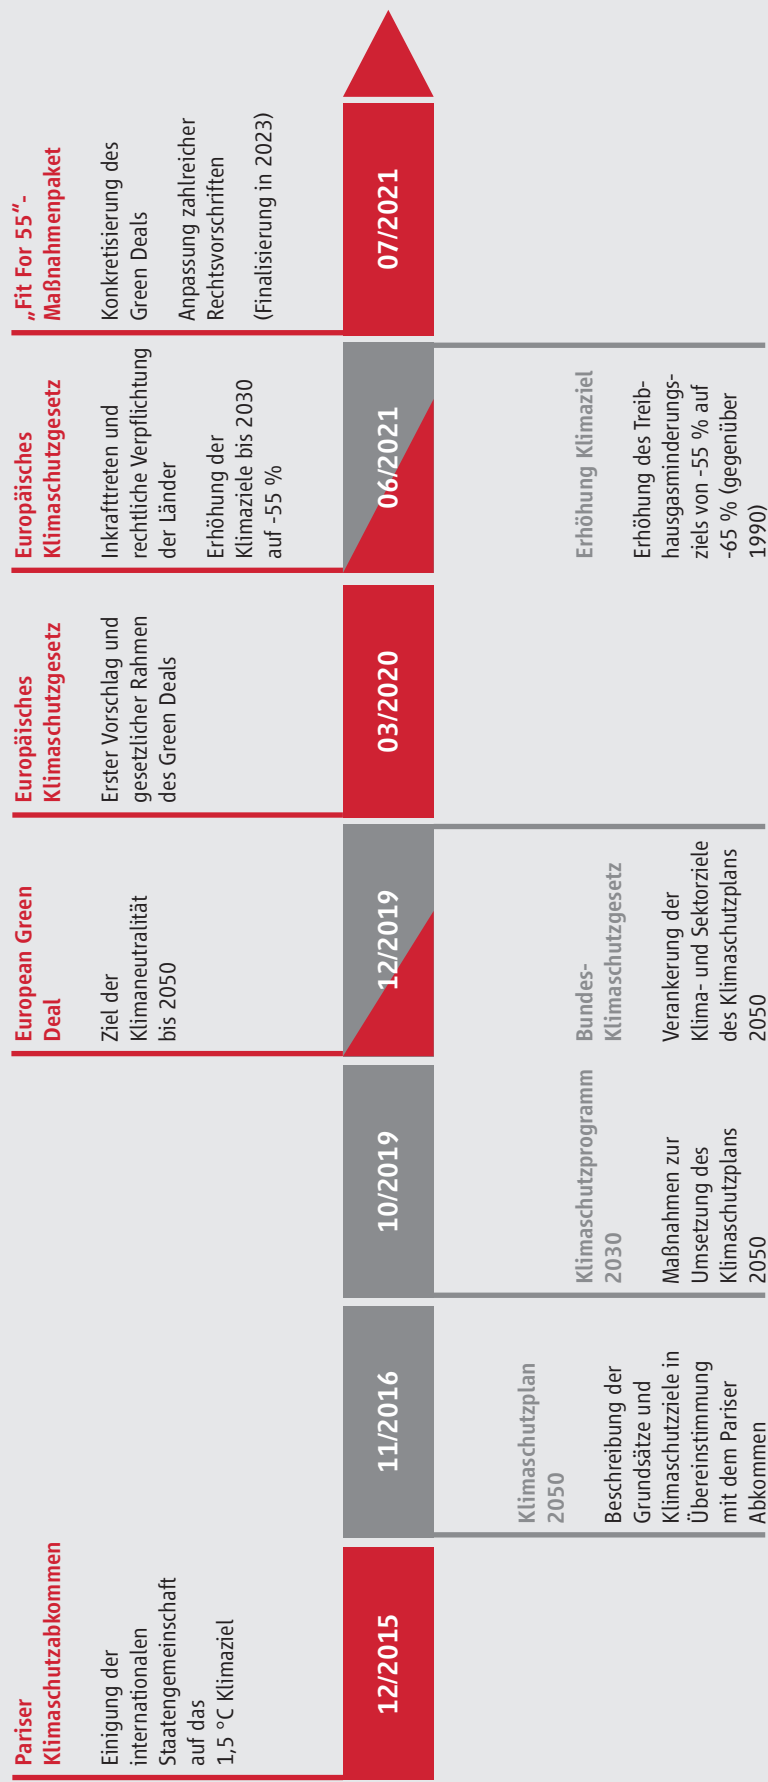 Pariser
Klimaschutzabkommen
Einigung der
internationalen
Staatengemeinschaft
auf das
1,5 °C Klimaziel
European Green
Deal
Ziel der
Klimaneutralität
bis 2050
Europäisches
Klimaschutzgesetz
Erster Vorschlag und
gesetzlicher Rahmen
des Green Deals
Europäisches
Klimaschutzgesetz
Inkrafttreten und
rechtliche Verpflichtung
der Länder
Erhöhung der
Klimaziele bis 2030
auf -55 %
„Fit For 55“-
Maßnahmenpaket
Konkretisierung des
Green Deals
Anpassung zahlreicher
Rechtsvorschriften
(Finalisierung in 2023)
12/2015
11/2016
10/2019
12/2019
03/2020
06/2021
07/2021
Klimaschutzplan
2050
Beschreibung der
Grundsätze und
Klimaschutzziele in
Übereinstimmung
mit dem Pariser
Abkommen
Klimaschutzprogramm
2030
Maßnahmen zur
Umsetzung des
Klimaschutzplans
2050
Bundes-
Klimaschutzgesetz
Verankerung der
Klima- und Sektorziele
des Klimaschutzplans
2050
Erhöhung Klimaziel
Erhöhung des Treib-
hausgasminderungs-
ziels von -55 % auf
-65 % (gegenüber
1990)